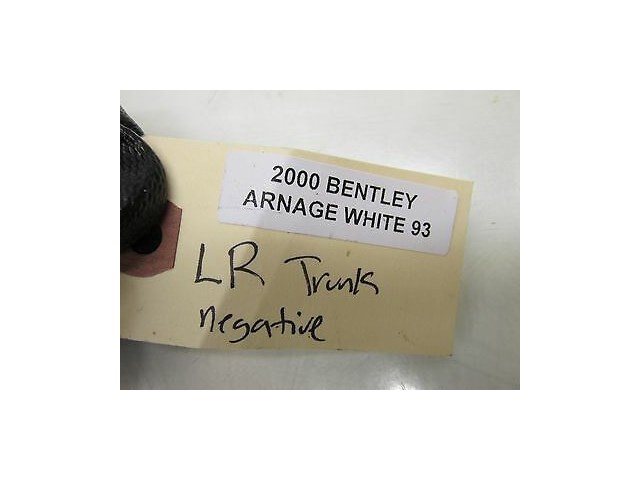 2000 BENTLEY
ARNAGE WHITE 93
LR Trunk
negative